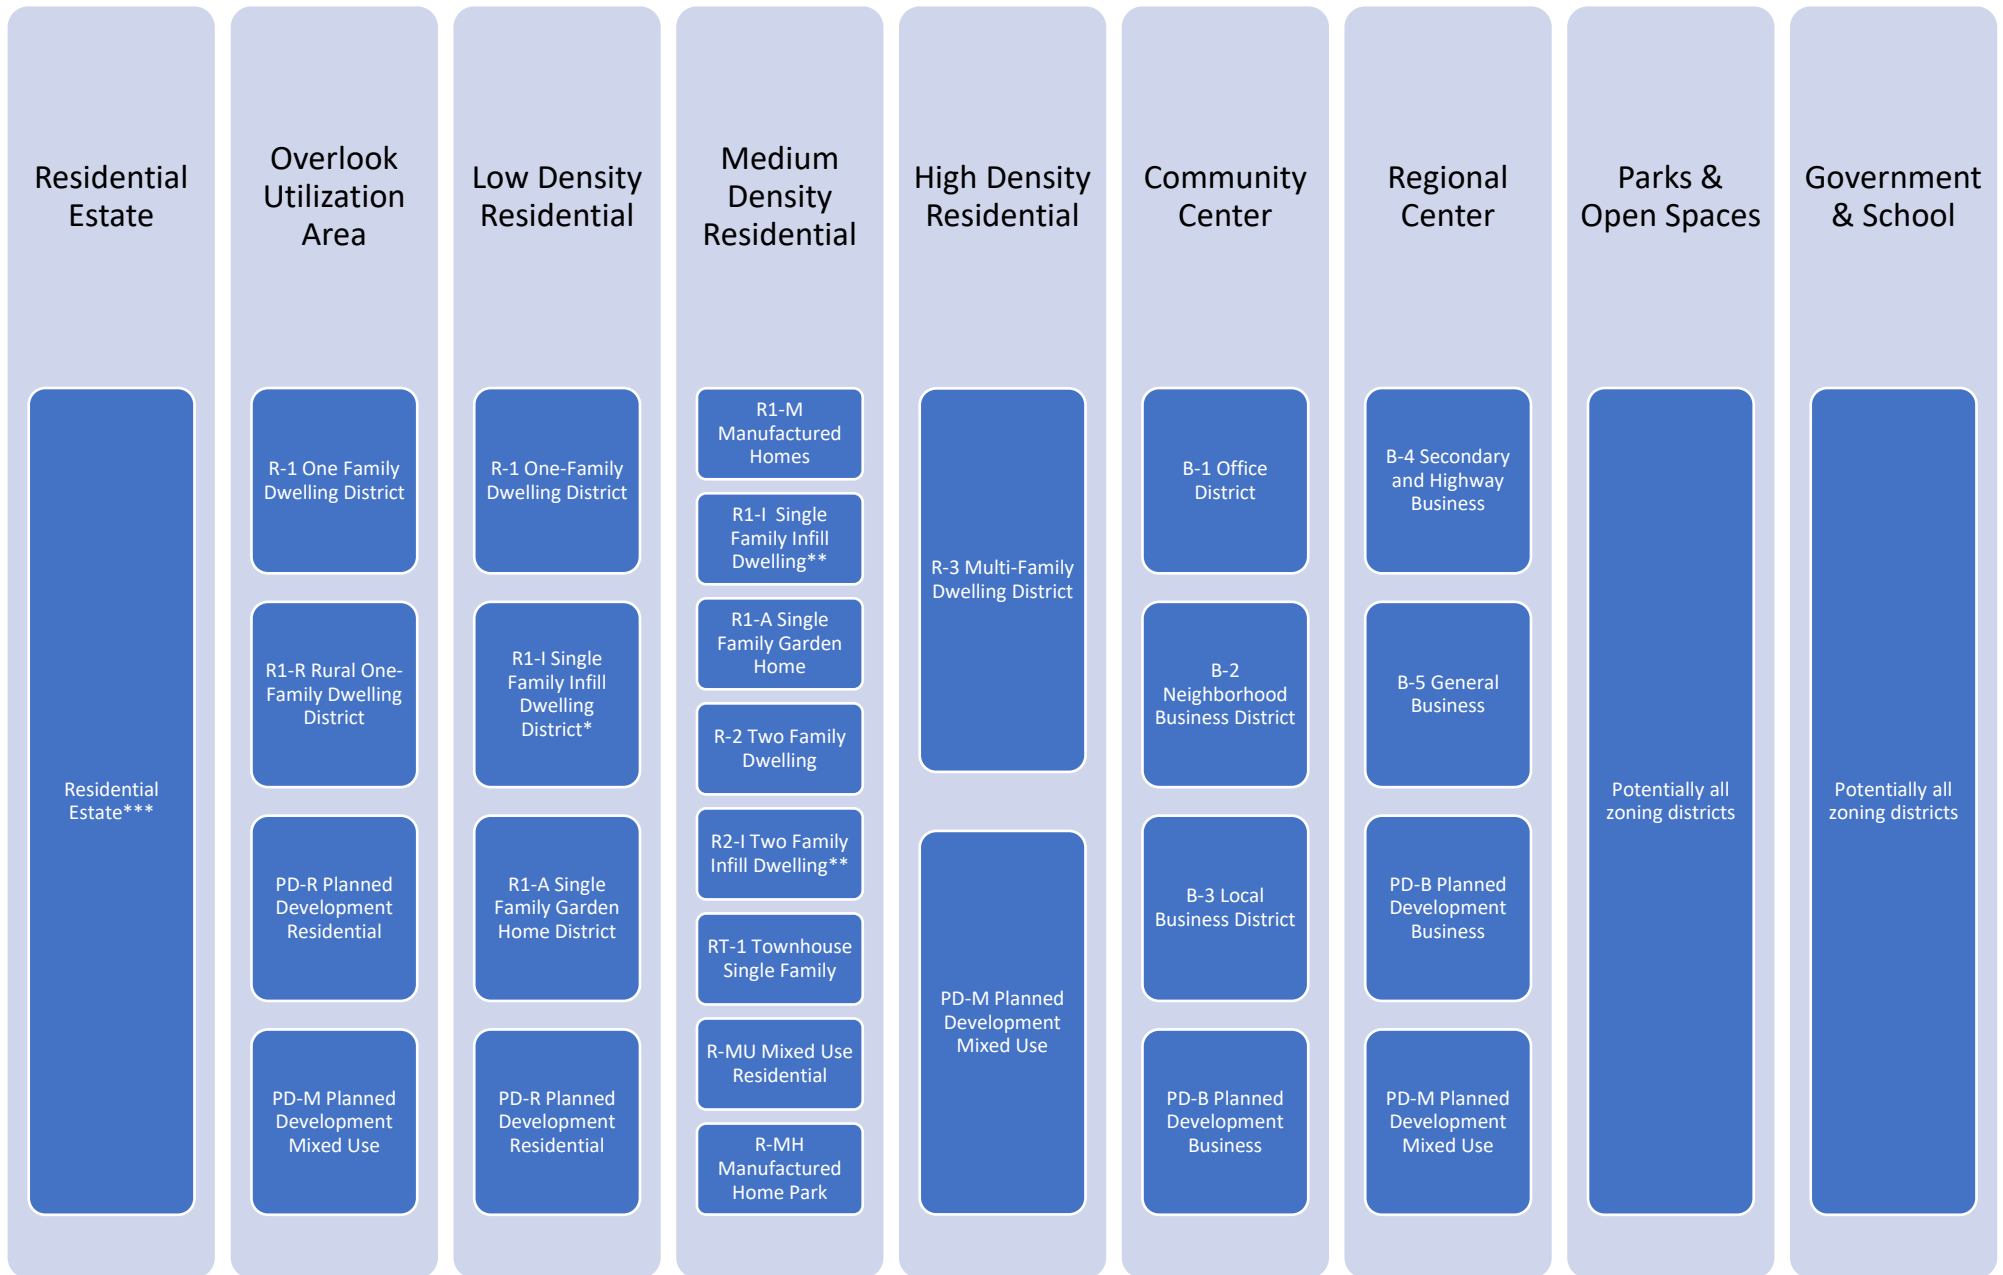 Residential
Estate
Residential
Estate***
Overlook
Utilization
Area
R-1 One Family
Dwelling District
R1-R Rural One-
Family Dwelling
District
PD-R Planned
Development
Residential
PD-M Planned
Development
Mixed Use
Low Density
Residential
R-1 One-Family
Dwelling District
R1-I Single
Family Infill
Dwelling
District*
R1-A Single
Family Garden
Home District
PD-R Planned
Development
Residential
Medium
Density
Residential
R1-M
Manufactured
Homes
R1-I  Single
Family Infill
Dwelling**
R1-A Single
Family Garden
Home
R-2 Two Family
Dwelling
R2-I Two Family
Infill Dwelling**
RT-1 Townhouse
Single Family
R-MU Mixed Use
Residential
R-MH
Manufactured
Home Park
High Density
Residential
R-3 Multi-Family
Dwelling District
PD-M Planned
Development
Mixed Use
Community
Center
B-1 Office
District
B-2
Neighborhood
Business District
B-3 Local
Business District
PD-B Planned
Development
Business
Regional
Center
B-4 Secondary
and Highway
Business
B-5 General
Business
PD-B Planned
Development
Business
PD-M Planned
Development
Mixed Use
Parks &
Open Spaces
Potentially all
zoning districts
Government
& School
Potentially all
zoning districts